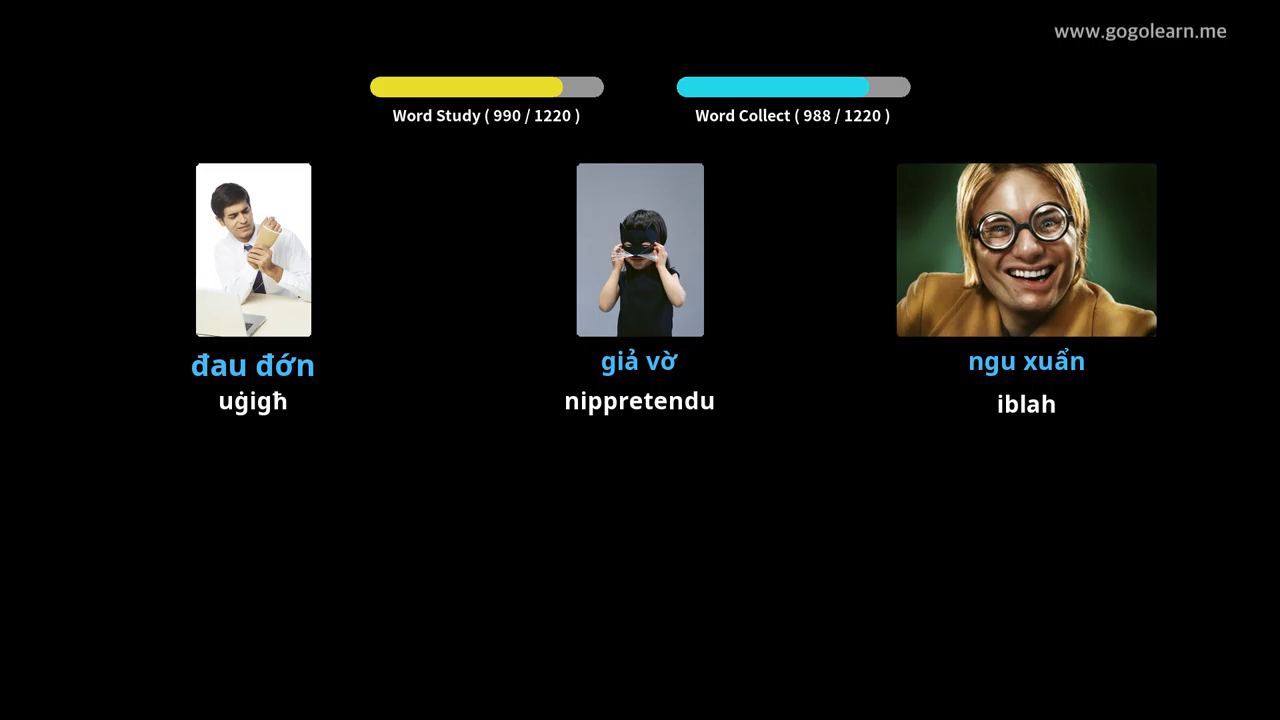 www.gogolearn.me
Word Study ( 990 / 1220 )
Word Collect ( 988 / 1220 )
đau đớn
uġigħ
giả vờ
nippretendu
ngu xuẩn
iblah